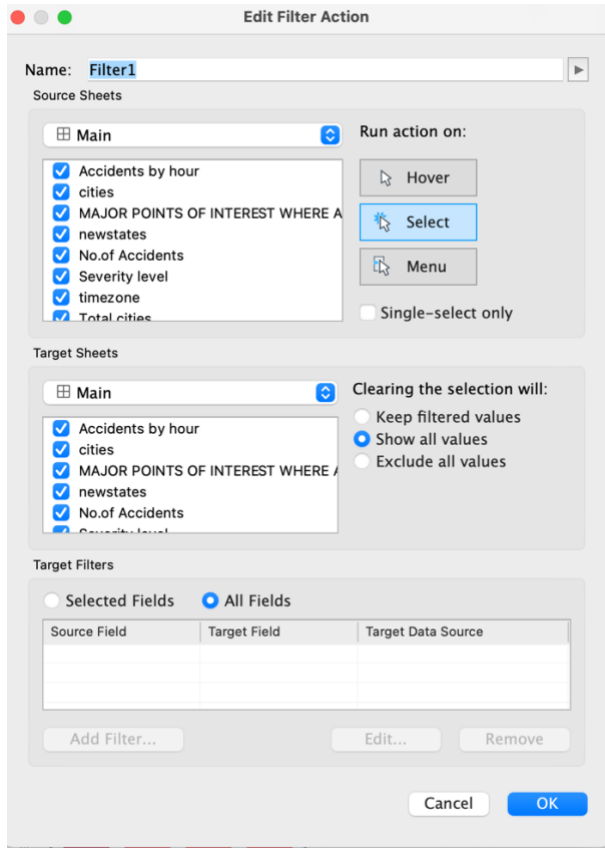 Edit Filter Action
Name: Filter1
Source Sheets
Main
Accidents by hour
cities
MAJOR POINTS OF INTEREST WHERE A
newstates
No.of Accidents
Severity level
timezone
Total cities
Run action on:
Hover
Select
Menu
Single-select only
Target Sheets
Main
Accidents by hour
cities
MAJOR POINTS OF INTEREST WHERE A
newstates
No.of Accidents
Severity level
Clearing the selection will:
Keep filtered values
Show all values
Exclude all values
Target Filters
Selected Fields All Fields
Source Field Target Field Target Data Source
Add Filter... Edit... Remove
Cancel OK